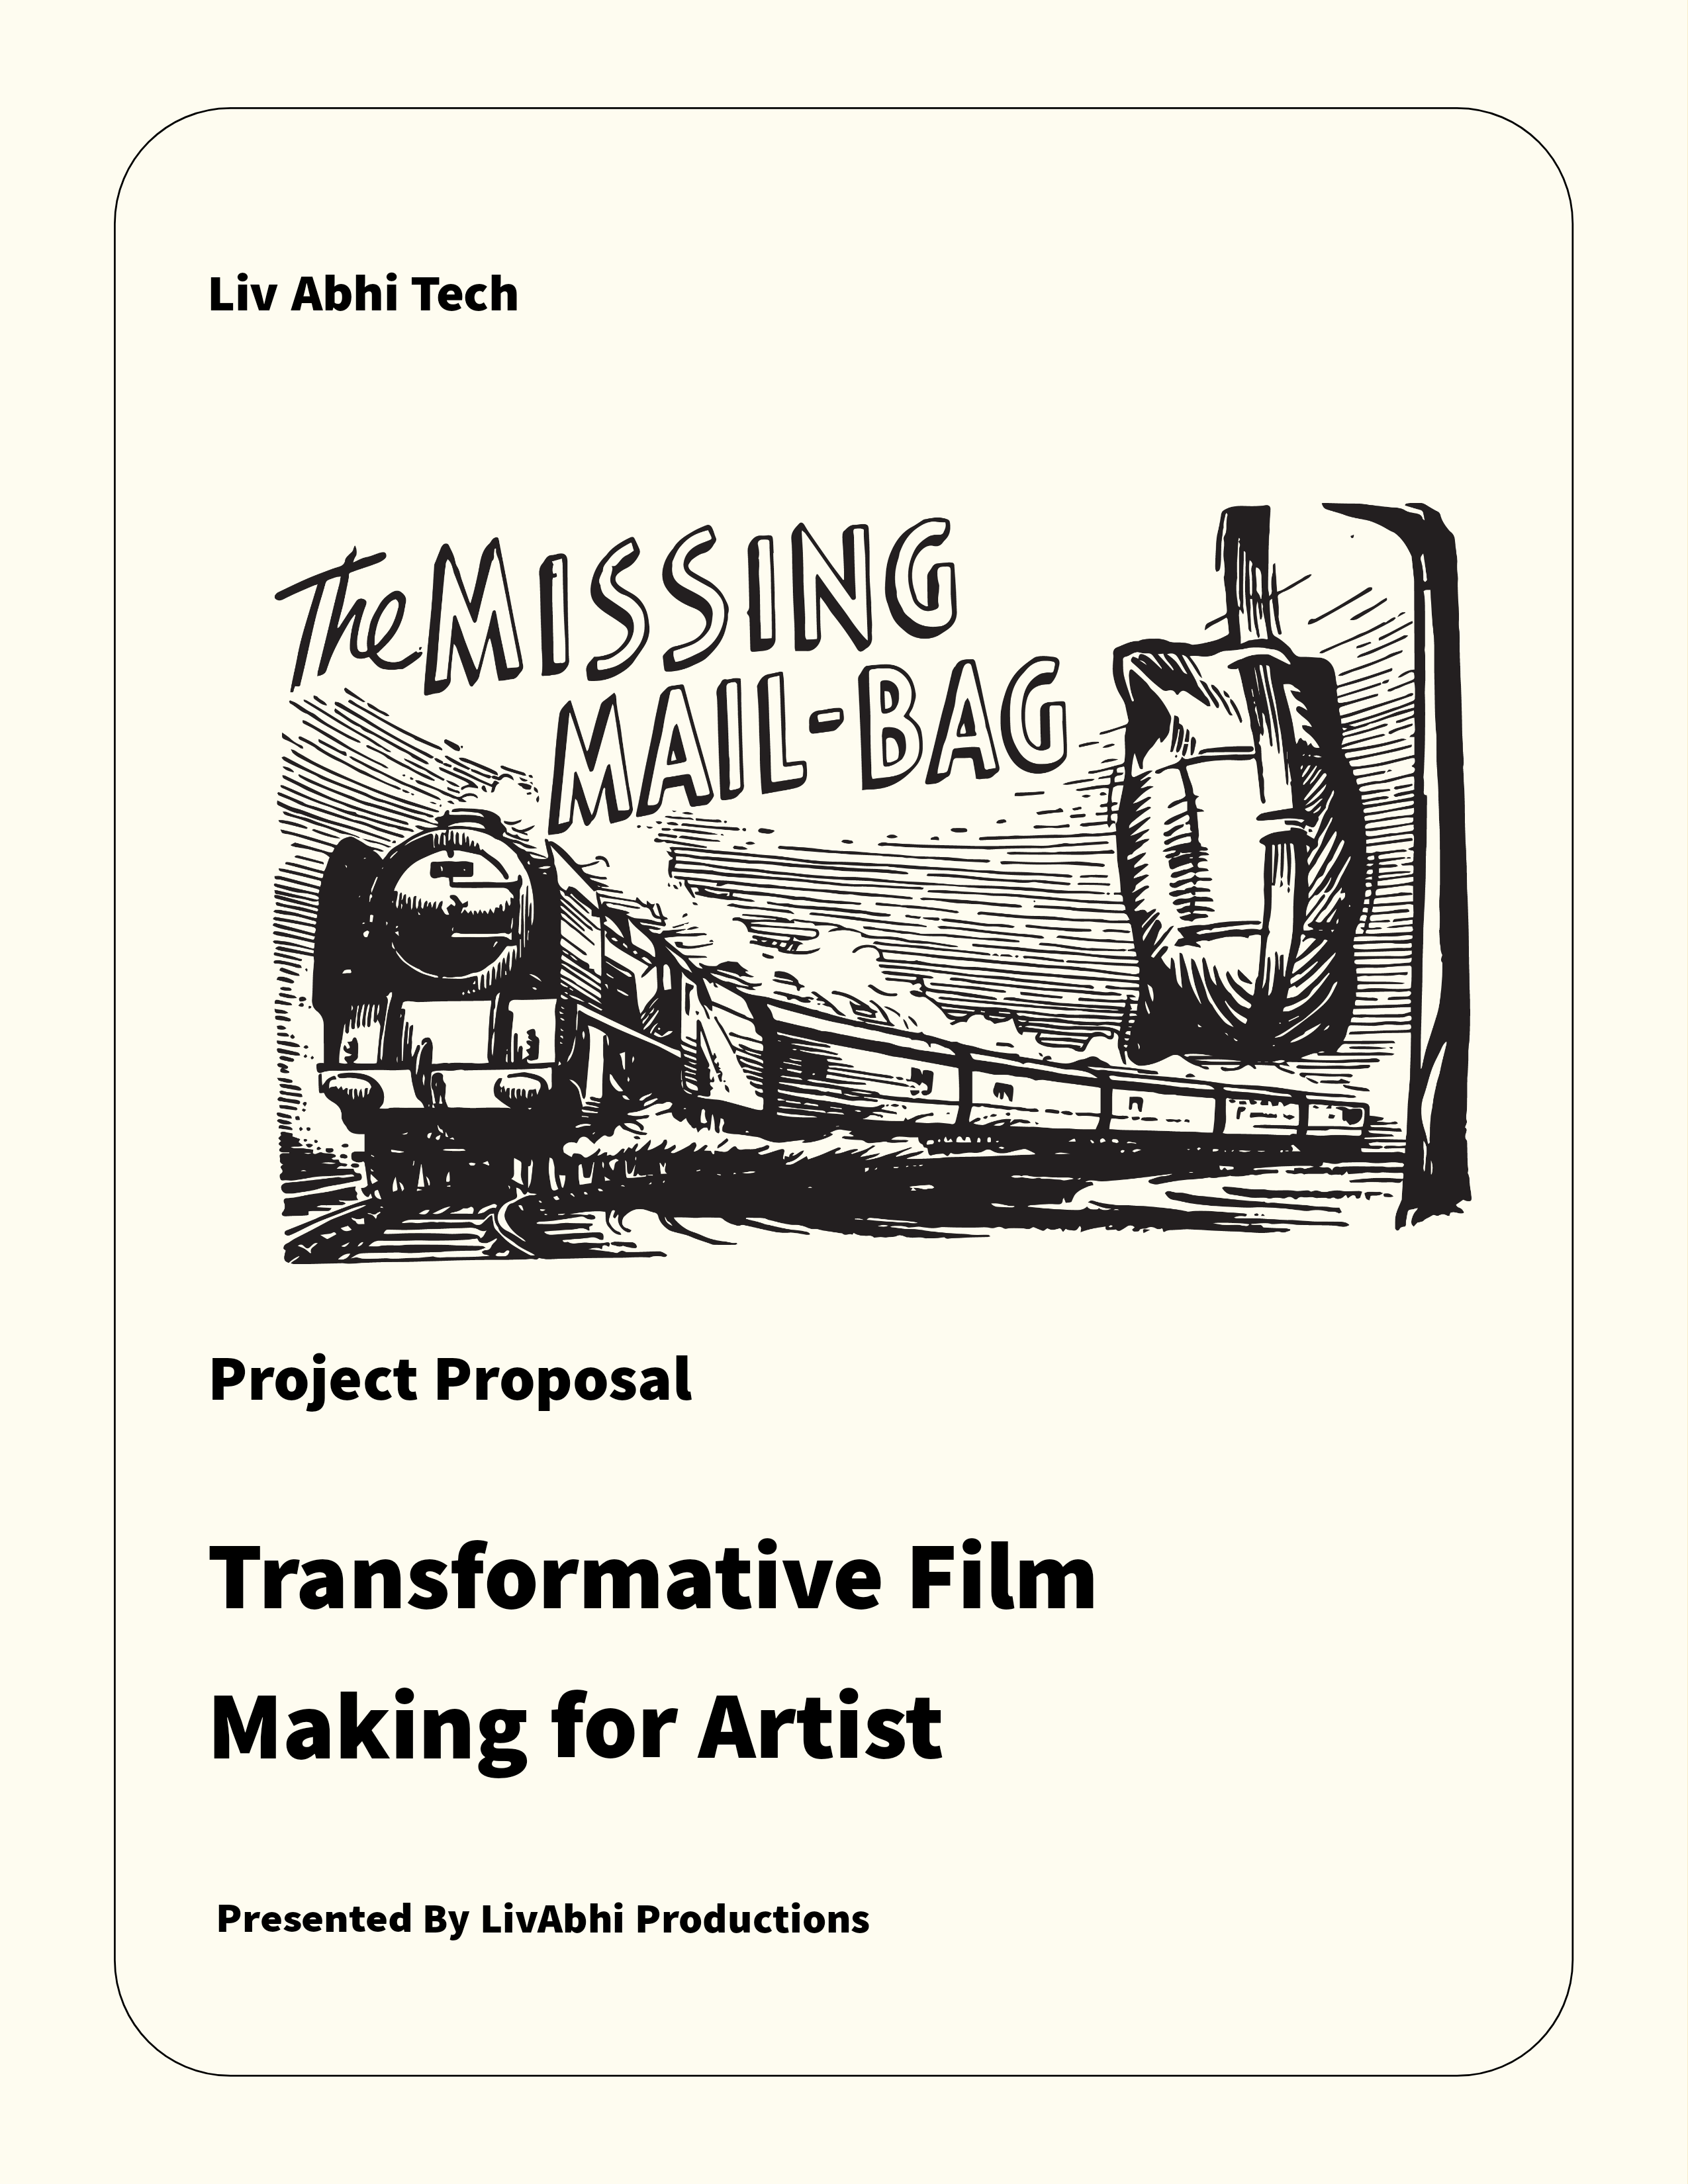 Liv Abhi Tech
The MISSING
MAIL-BAG
Project Proposal
Transformative Film
Making for Artist
Presented By LivAbhi Productions